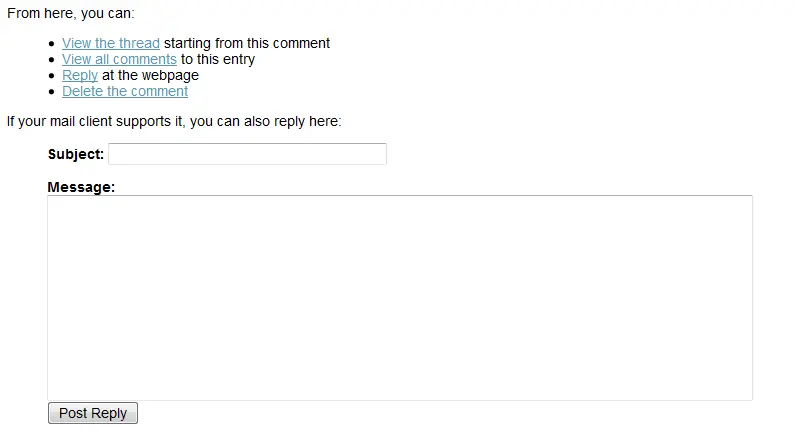 From here, you can:
View the thread starting from this comment
View all comments to this entry
Reply at the webpage
Delete the comment
If your mail client supports it, you can also reply here:
Subject:
Message:
Post Reply